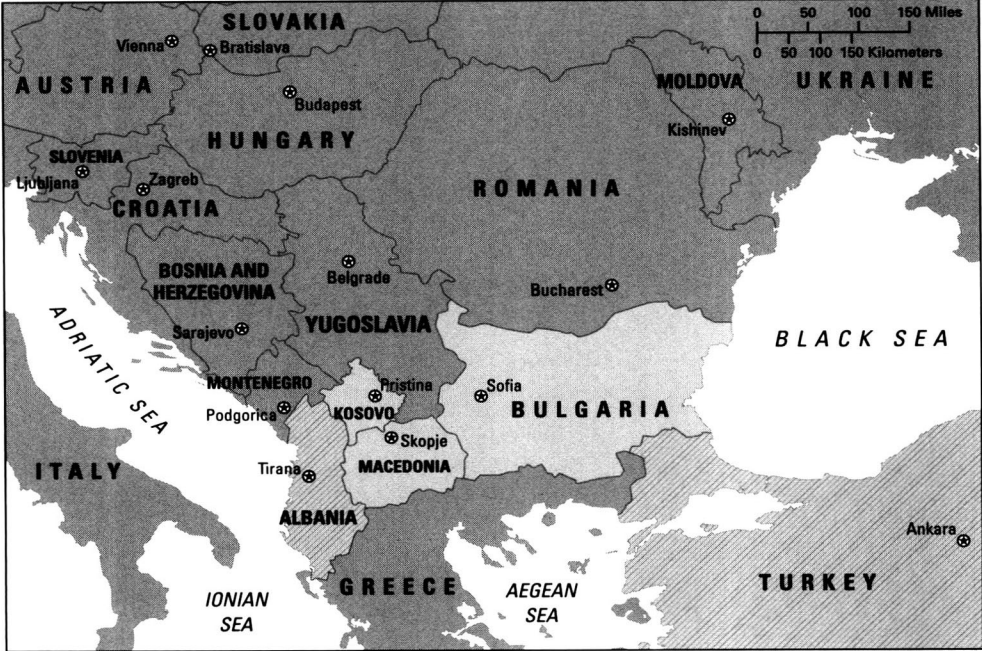 SLOVAKIA
0 50 100 150 Miles
0 50 100 150 Kilometers
Vienna
Bratislava
AUSTRIA
MOLDOVA
UKRAINE
Budapest
HUNGARY
Kishinev
SLOVENIA
Ljubljana
Zagreb
CROATIA
ROMANIA
BOSNIA AND
HERZEGOVINA
Belgrade
Bucharest
Sarajevo
YUGOSLAVIA
ADRIATIC SEA
BLACK SEA
MONTENEGRO
Podgorica
Pristina
KOSOVO
Sofia
BULGARIA
Skopje
MACEDONIA
ITALY
Tirana
ALBANIA
Ankara
GREECE
TURKEY
IONIAN
SEA
AEGEAN
SEA